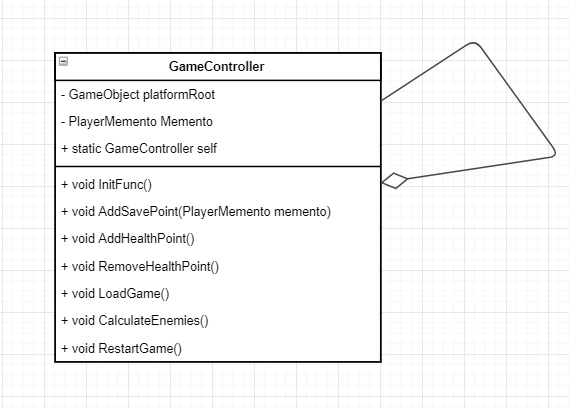 GameController
- GameObject platformRoot
- PlayerMemento Memento
+ static GameController self
+ void InitFunc()
+ void AddSavePoint(PlayerMemento memento)
+ void AddHealthPoint()
+ void RemoveHealthPoint()
+ void LoadGame()
+ void CalculateEnemies()
+ void RestartGame()